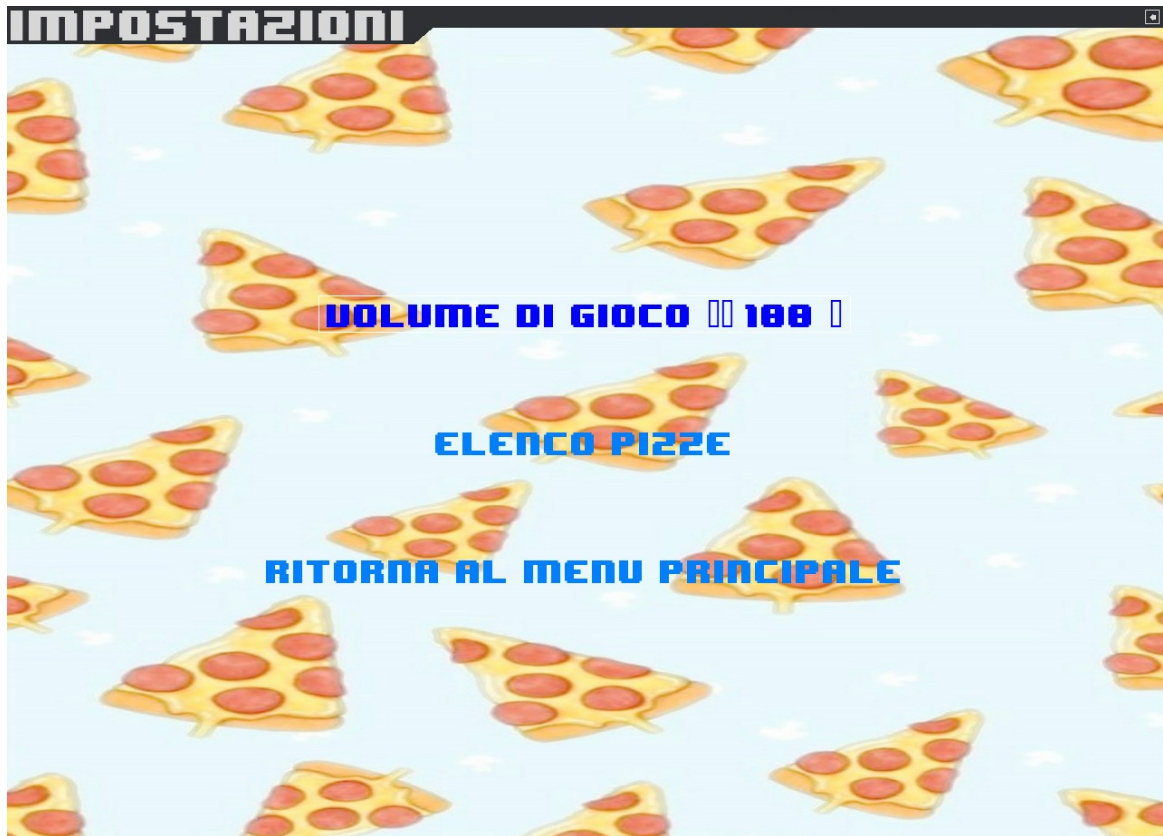 IMPOSTAZIONI
VOLUME DI GIOCO ▯▯ 100 ▯
ELENCO PIZZE
RITORNA AL MENU PRINCIPALE